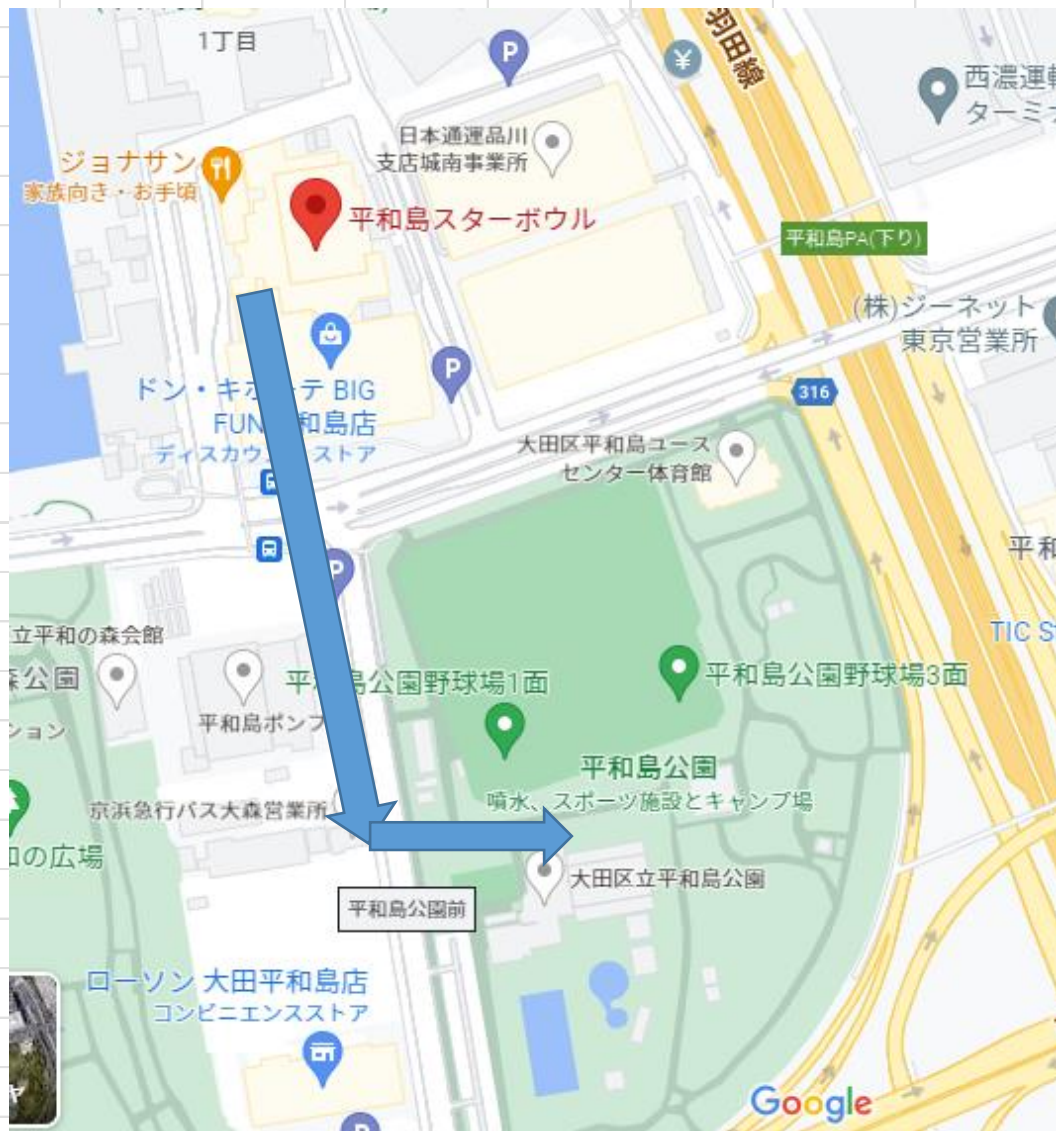 1丁目
P
羽田線
¥
西濃運
ターミ
日本通運品川
支店城南事業所
ジョナサン
家族向き・お手頃
平和島スターボウル
平和島PA(下り)
(株)ジーネット
東京営業所
P
ドン・キホーテ BIG
FUN 和島店
ディスカウ ストア
316
大田区平和島ユース
センター体育館
P
平和
TIC S
立平和の森会館
森公園
ション
平和島ポンプ
平和島公園野球場1面
平和島公園野球場3面
平和島公園
噴水、スポーツ施設とキャンプ場
京浜急行バス大森営業所
和の広場
大田区立平和島公園
平和島公園前
ローソン 大田平和島店
コンビニエンスストア
P
Google